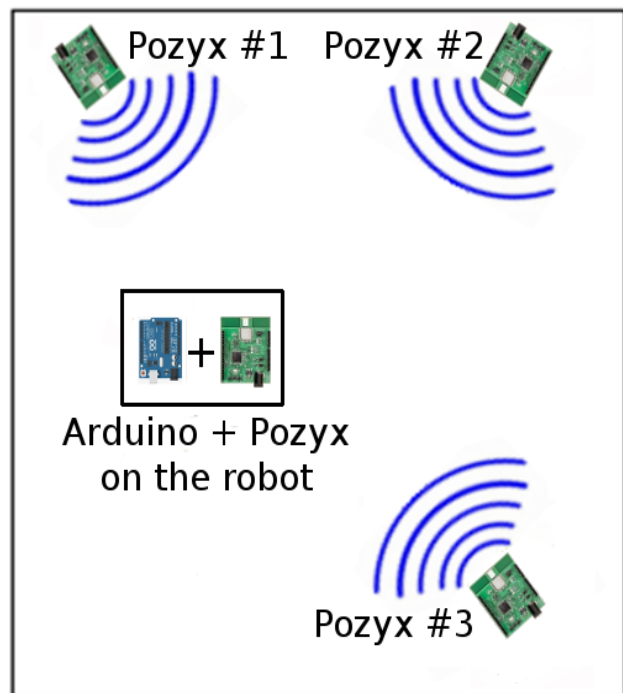 Pozyx #1
Pozyx #2
+
Arduino + Pozyx
on the robot
Pozyx #3